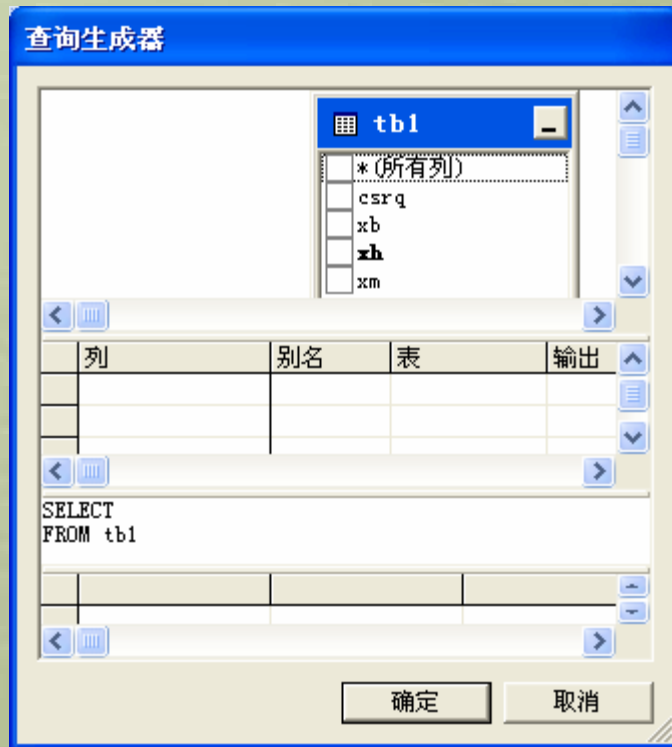 查询生成器
tb1
*(所有列)
csrq
xb
xh
xm
列 别名 表 输出
SELECT
FROM tb1
确定 取消